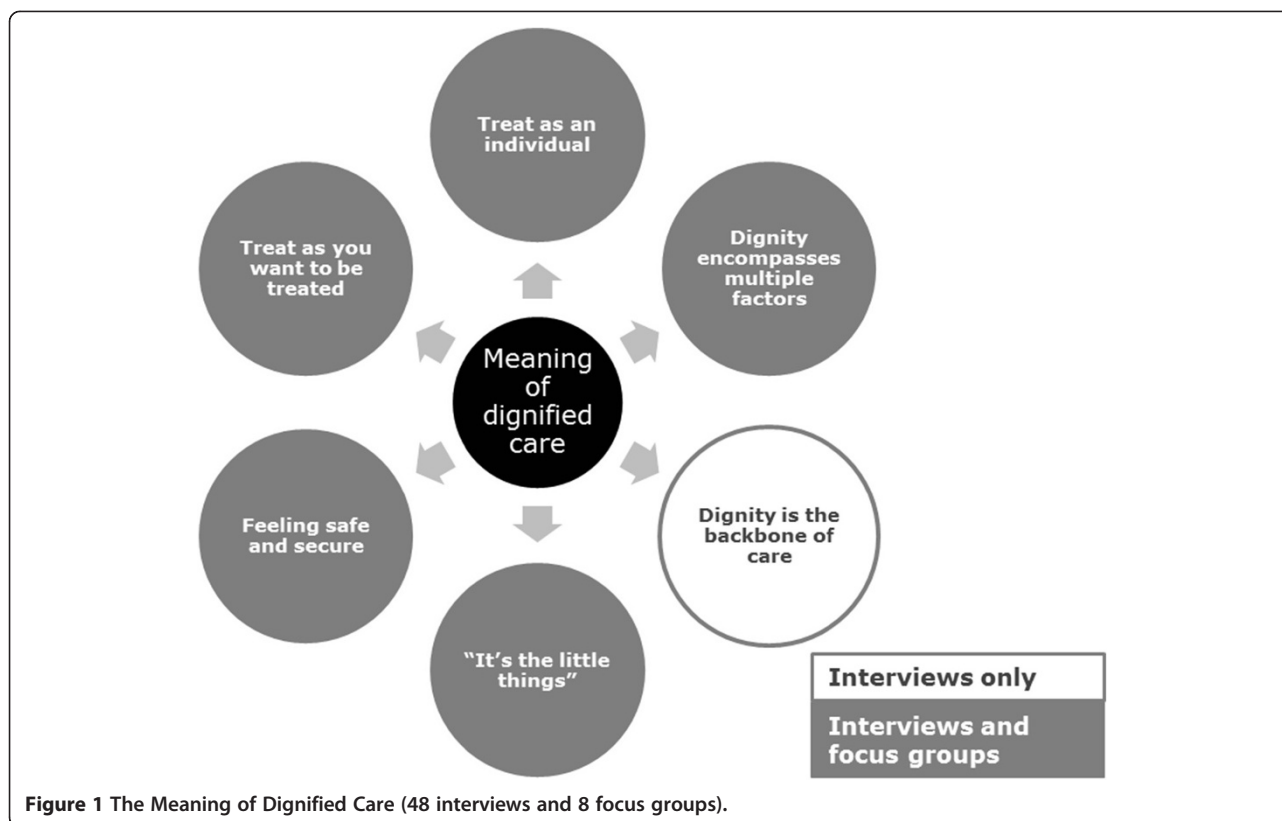 Treat as an
individual
Treat as you
want to be
treated
Dignity
encompasses
multiple
factors
Meaning
of
dignified
care
Feeling safe
and secure
Dignity is the
backbone of
care
“It’s the little
things”
Interviews only
Interviews and
focus groups
Figure 1 The Meaning of Dignified Care (48 interviews and 8 focus groups).